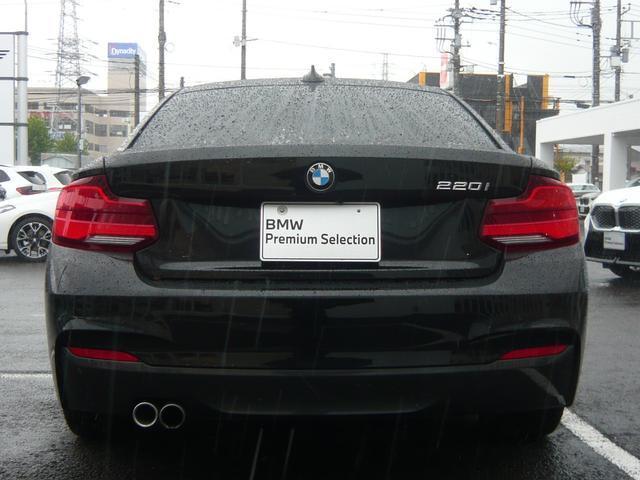 Dynacity
BMW
220i
BMW
Premium Selection